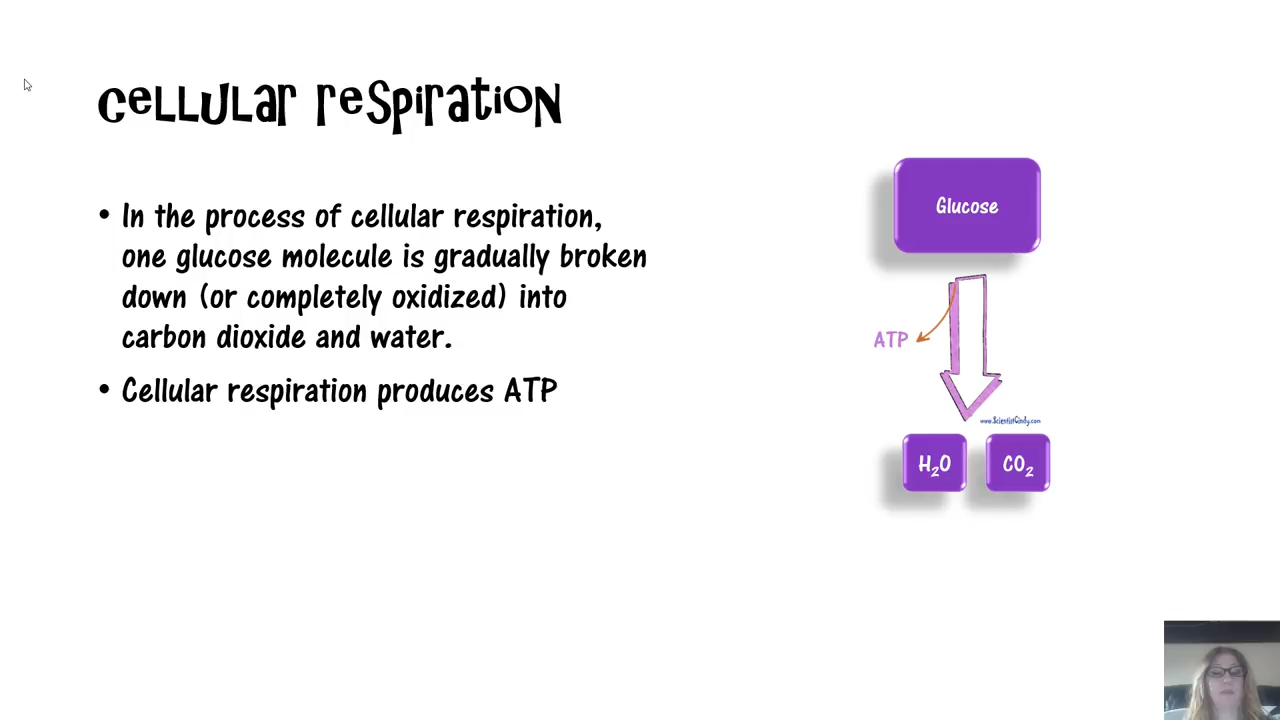 Cellular respiration
• In the process of cellular respiration,
one glucose molecule is gradually broken
down (or completely oxidized) into
carbon dioxide and water.
• Cellular respiration produces ATP
Glucose
ATP
www.ScientistCindy.com
H₂O
CO₂